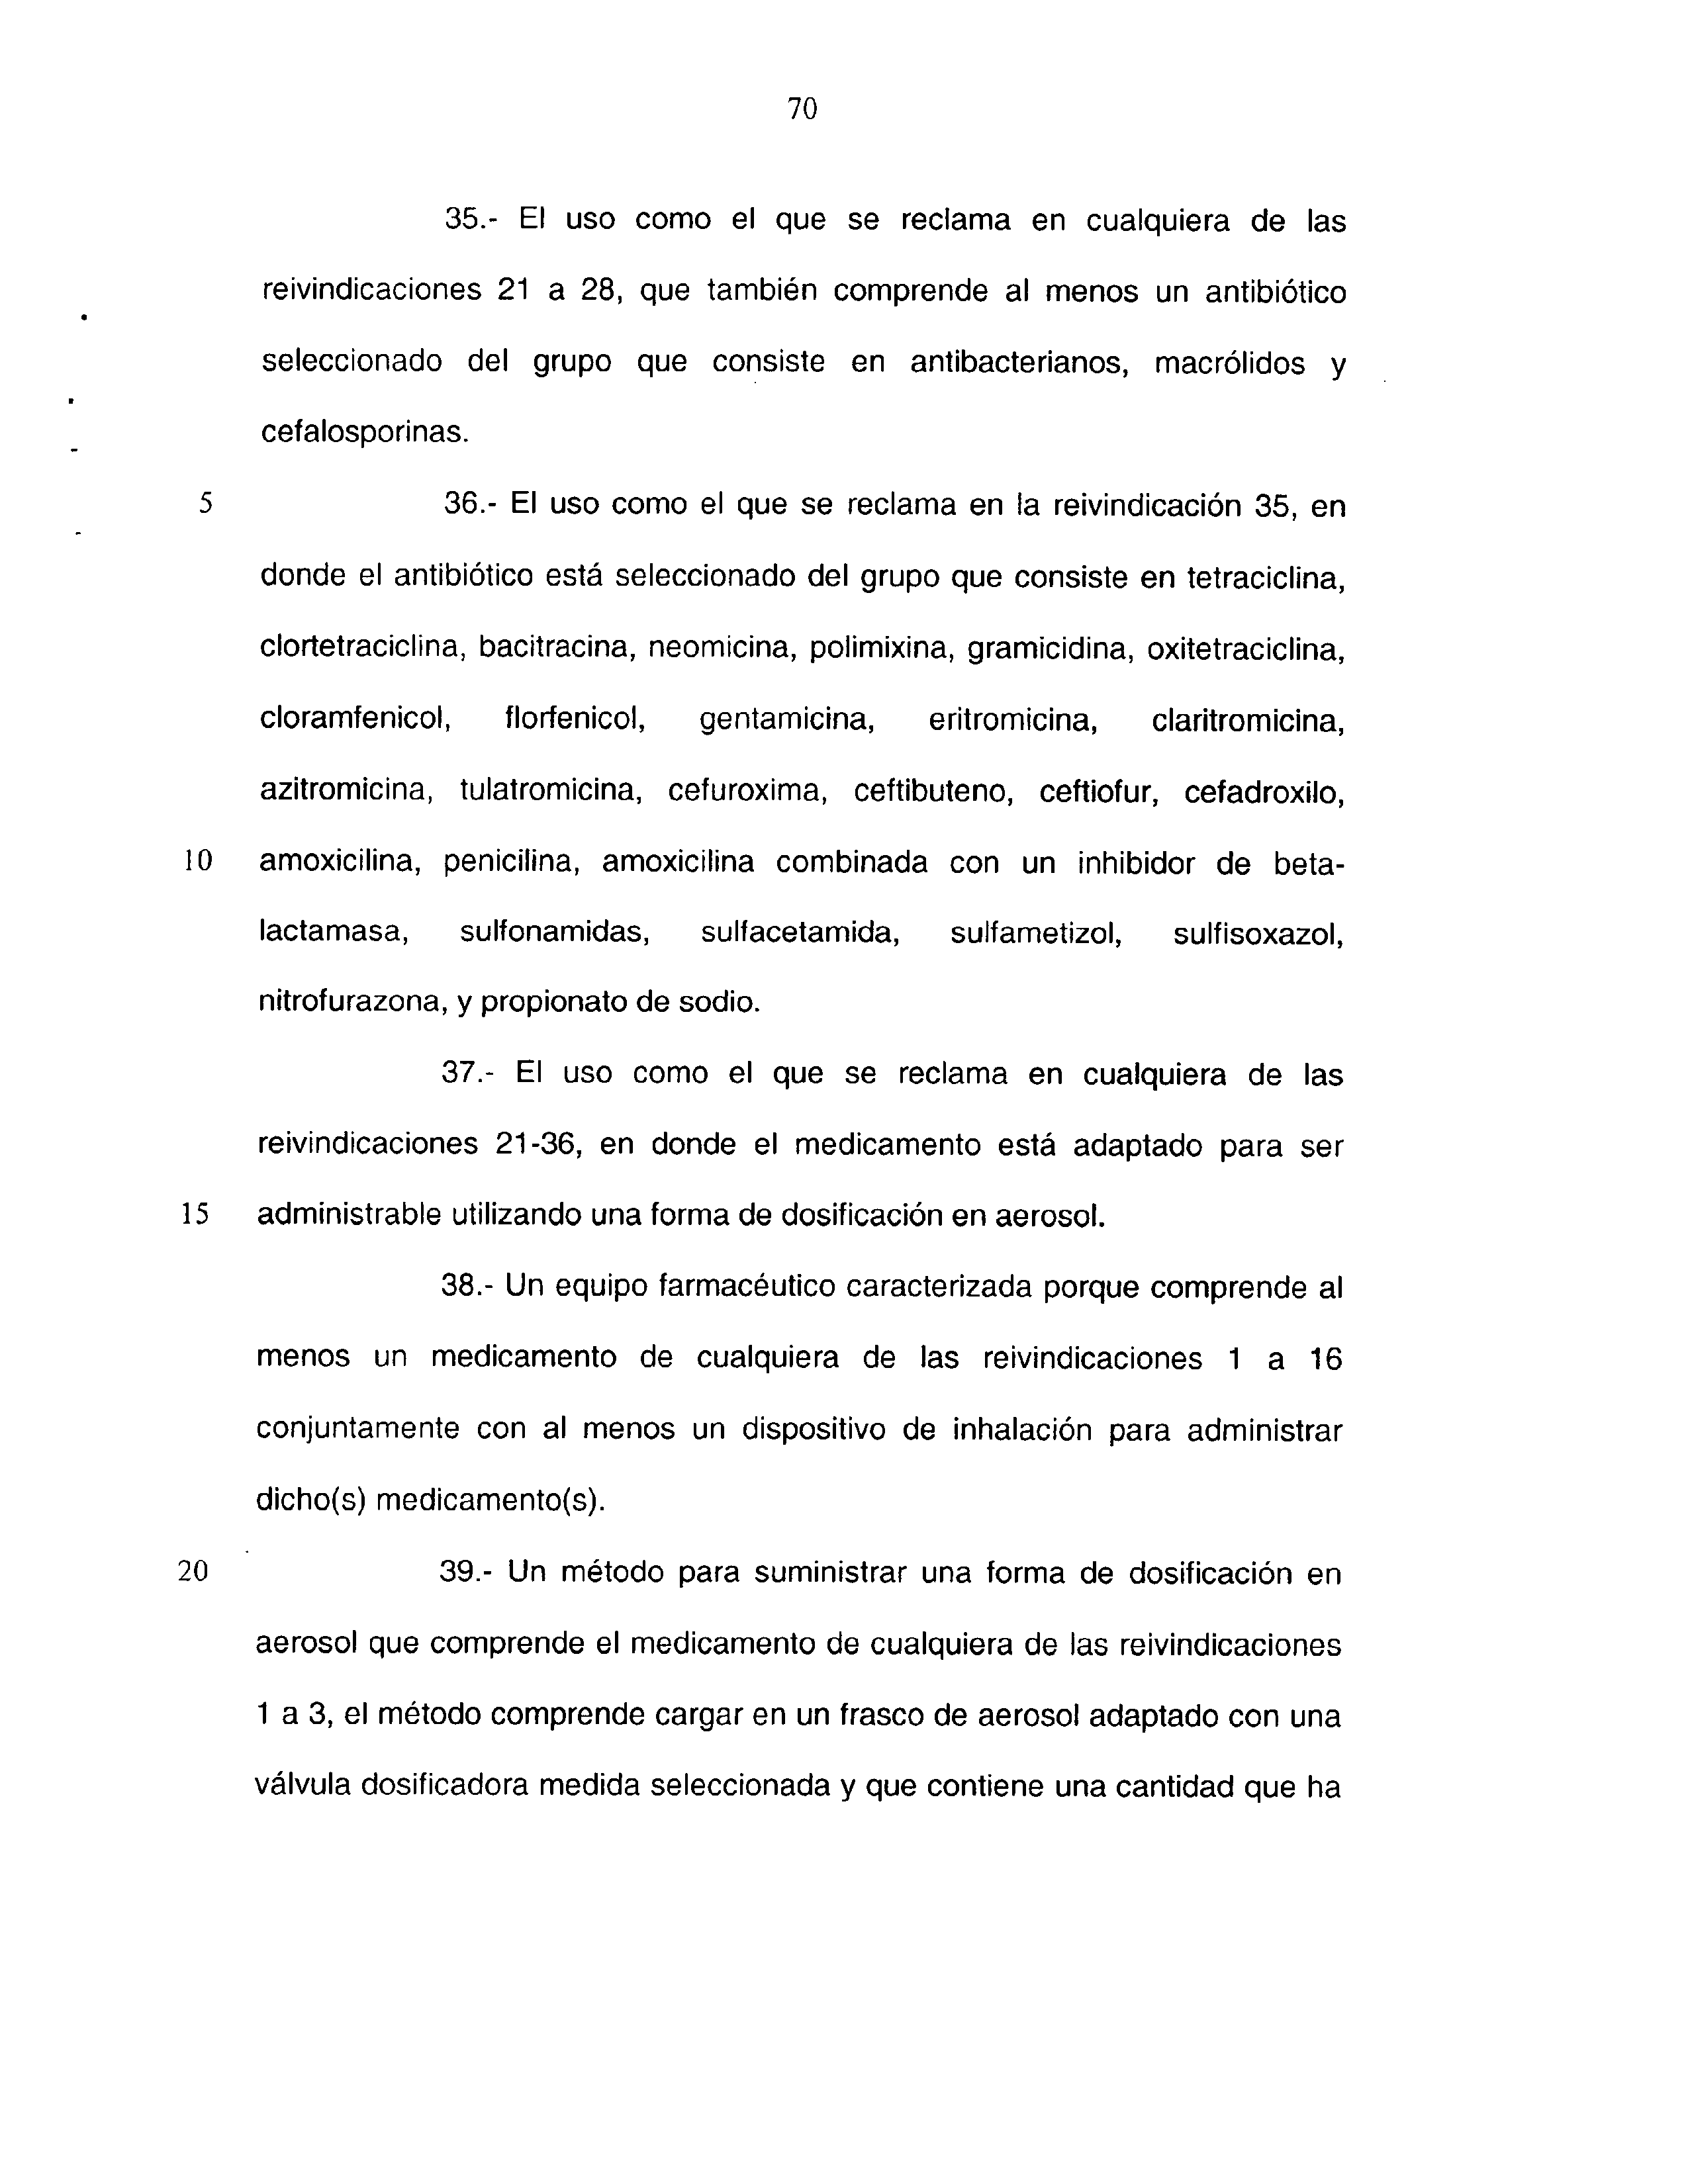 70
35.- El uso como el que se reclama en cualquiera de las
reivindicaciones 21 a 28, que también comprende al menos un antibiótico
seleccionado del grupo que consiste en antibacterianos, macrólidos y
cefalosporinas.
5 36.- El uso como el que se reclama en la reivindicación 35, en
donde el antibiótico está seleccionado del grupo que consiste en tetraciclina,
clortetraciclina, bacitracina, neomicina, polimixina, gramicidina, oxitetraciclina,
cloramfenicol, florfenicol, gentamicina, eritromicina, claritromicina,
azitromicina, tulatromicina, cefuroxima, ceftibuteno, ceftiofur, cefadroxilo,
10 amoxicilina, penicilina, amoxicilina combinada con un inhibidor de beta-
lactamasa, sulfonamidas, sulfacetamida, sulfametizol, sulfisoxazol,
nitrofurazona, y propionato de sodio.
37.- El uso como el que se reclama en cualquiera de las
reivindicaciones 21-36, en donde el medicamento está adaptado para ser
15 administrable utilizando una forma de dosificación en aerosol.
38.- Un equipo farmacéutico caracterizada porque comprende al
menos un medicamento de cualquiera de las reivindicaciones 1 a 16
conjuntamente con al menos un dispositivo de inhalación para administrar
dicho(s) medicamento(s).
20 39.- Un método para suministrar una forma de dosificación en
aerosol que comprende el medicamento de cualquiera de las reivindicaciones
1 a 3, el método comprende cargar en un frasco de aerosol adaptado con una
válvula dosificadora medida seleccionada y que contiene una cantidad que ha